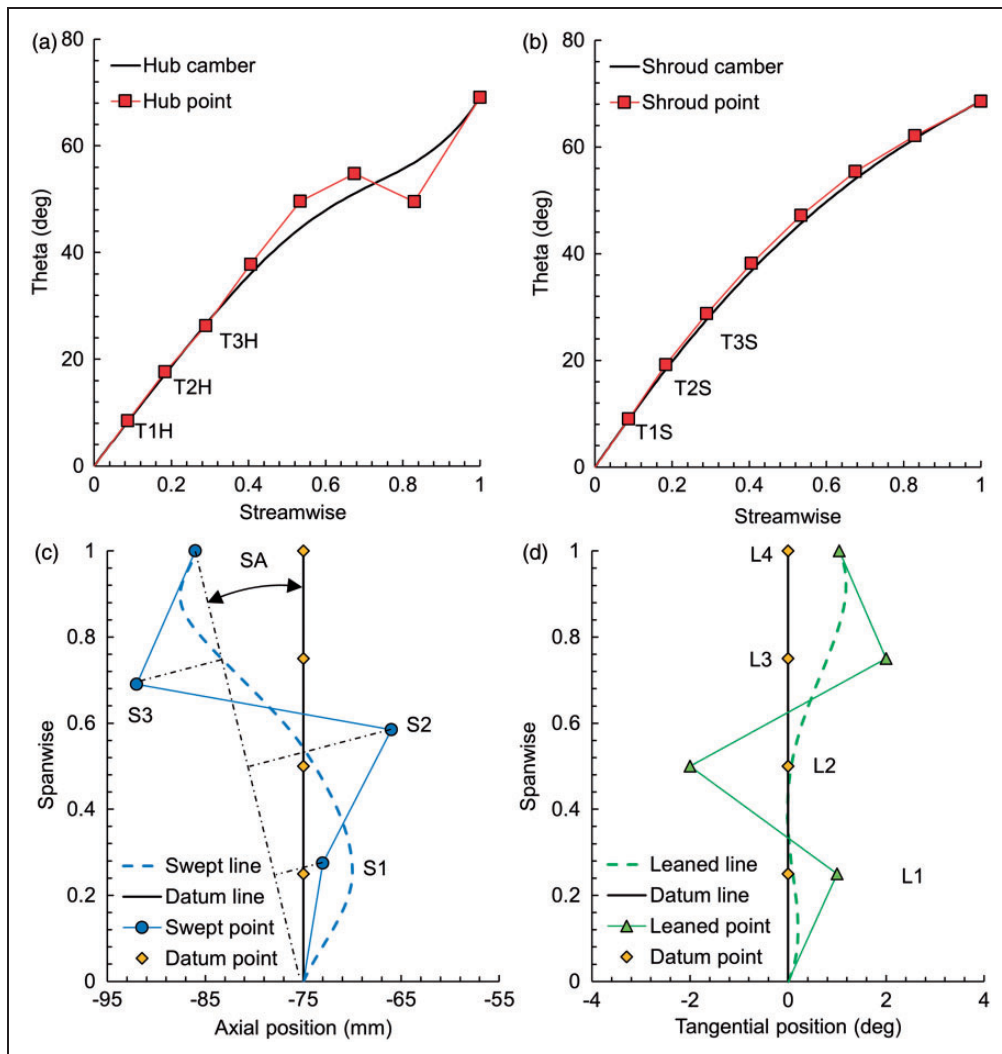 (a)
80
Hub camber
Hub point
60
Theta (deg)
40
T3H
20
T2H
T1H
0
0 0.2 0.4 0.6 0.8 1
Streamwise
(b)
80
Shroud camber
Shroud point
60
Theta (deg)
40
T3S
20
T2S
T1S
0
0 0.2 0.4 0.6 0.8 1
Streamwise
(c)
1
SA
0.8
S3
S2
0.6
Spanwise
0.4
S1
Swept line
Datum line
0.2
Swept point
Datum point
0
-95 -85 -75 -65 -55
Axial position (mm)
(d)
1
L4
0.8
L3
0.6
Spanwise
L2
0.4
Leaned line
L1
Datum line
0.2
Leaned point
Datum point
0
-4 -2 0 2 4
Tangential position (deg)